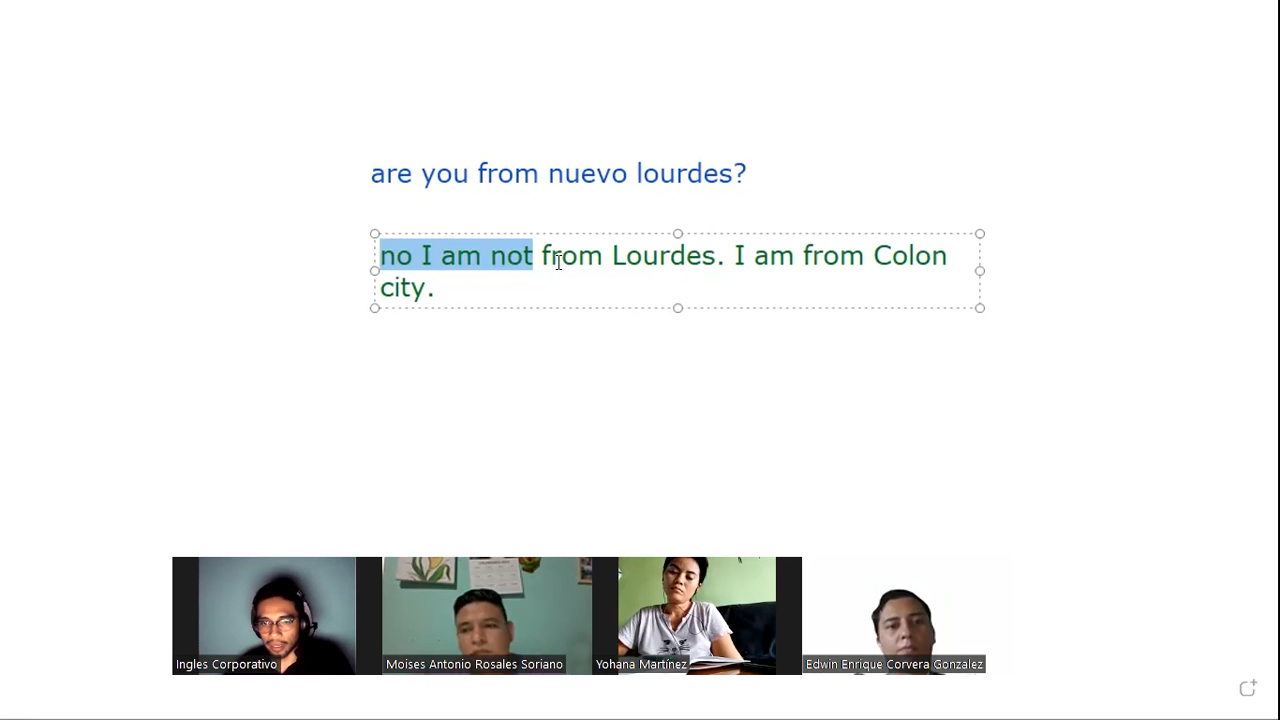 are you from nuevo lourdes?
no I am not from Lourdes. I am from Colon
city.
Ingles Corporativo
Moises Antonio Rosales Soriano
Yohana Martínez
Edwin Enrique Corvera Gonzalez